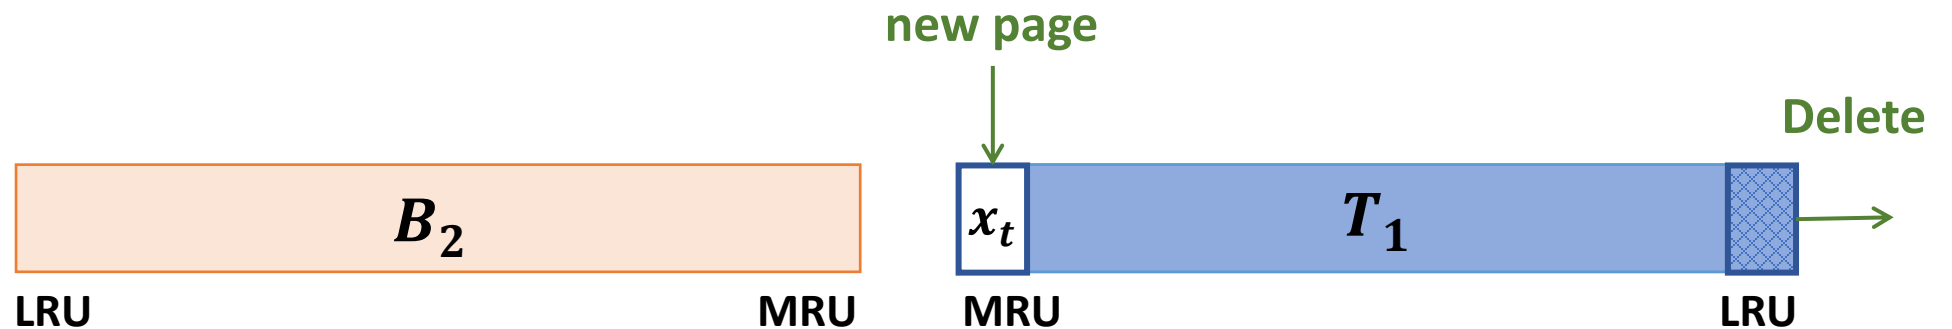 new page
Delete
B₂
xₜ
T₁
LRU
MRU
MRU
LRU